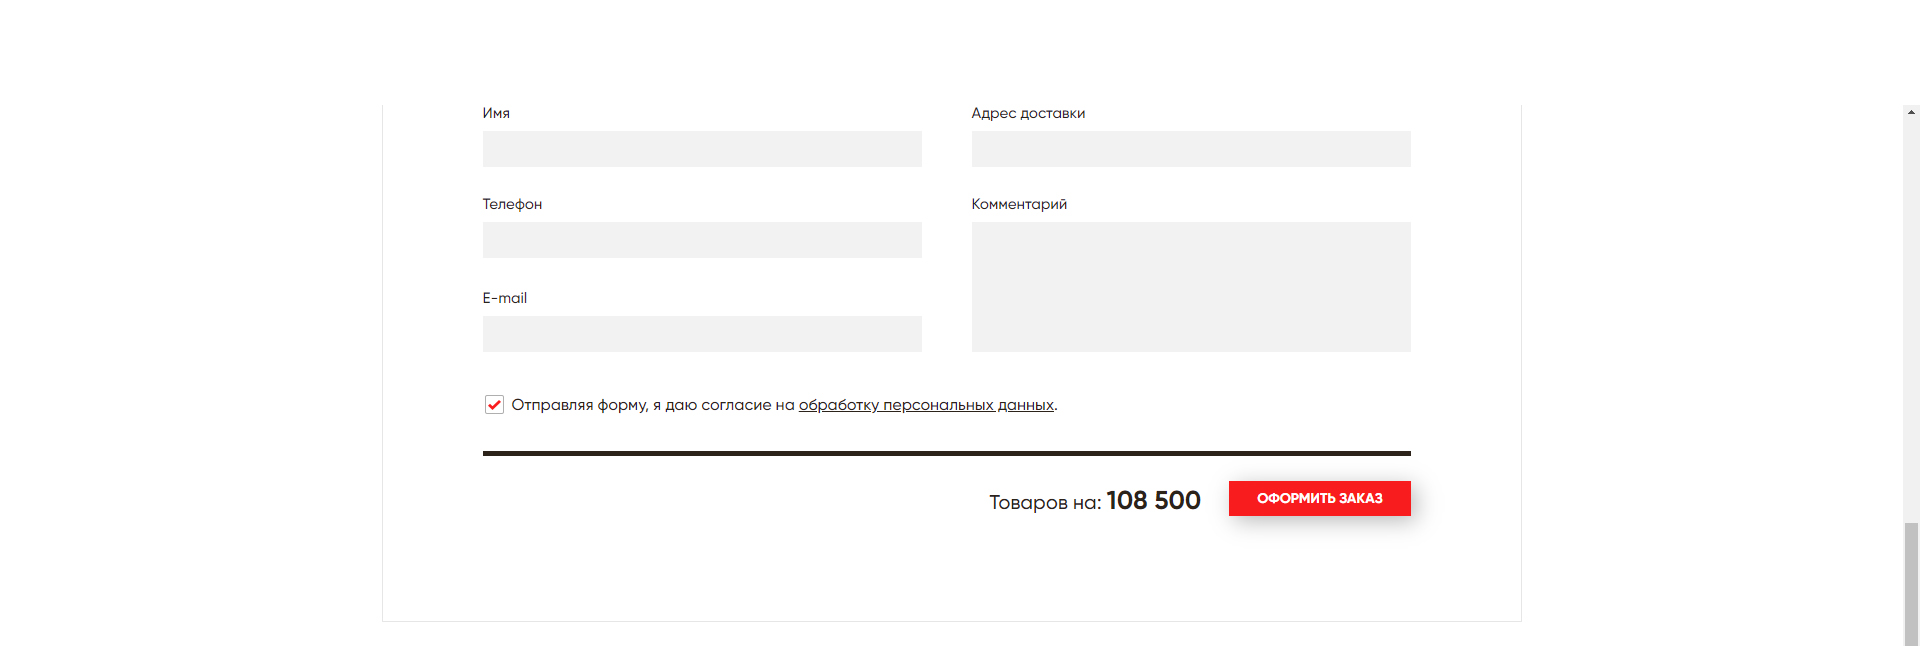 Имя
Адрес доставки
Телефон
Комментарий
E-mail
Отправляя форму, я даю согласие на обработку персональных данных.
Товаров на: 108 500
ОФОРМИТЬ ЗАКАЗ